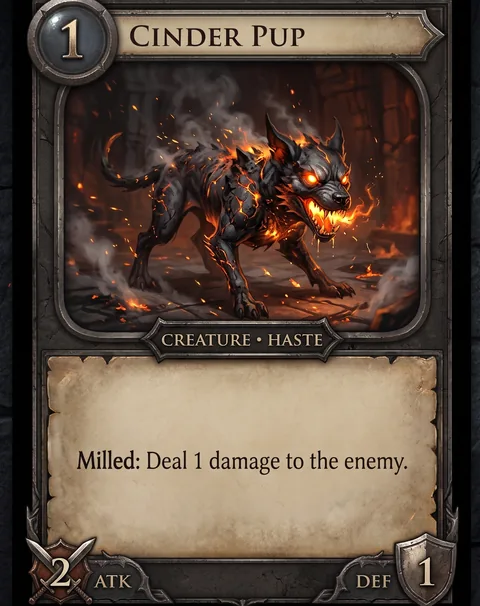 1
CINDER PUP
CREATURE • HASTE
Milled: Deal 1 damage to the enemy.
2 ATK
DEF 1